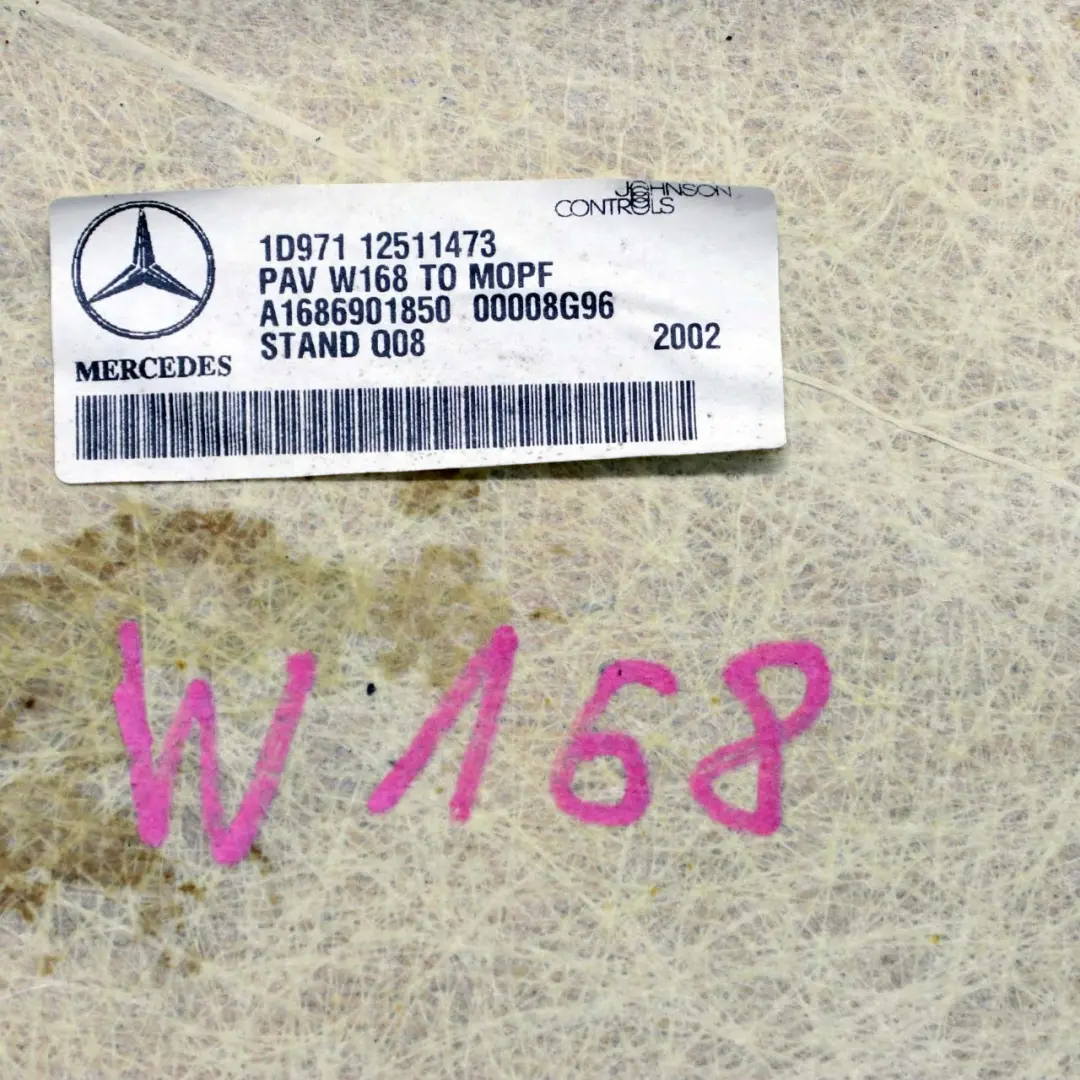 JOHNSON
CONTROLS
1D971 12511473
PAV W168 TO MOPF
A1686901850 00008G96
STAND Q08 2002
MERCEDES
W168